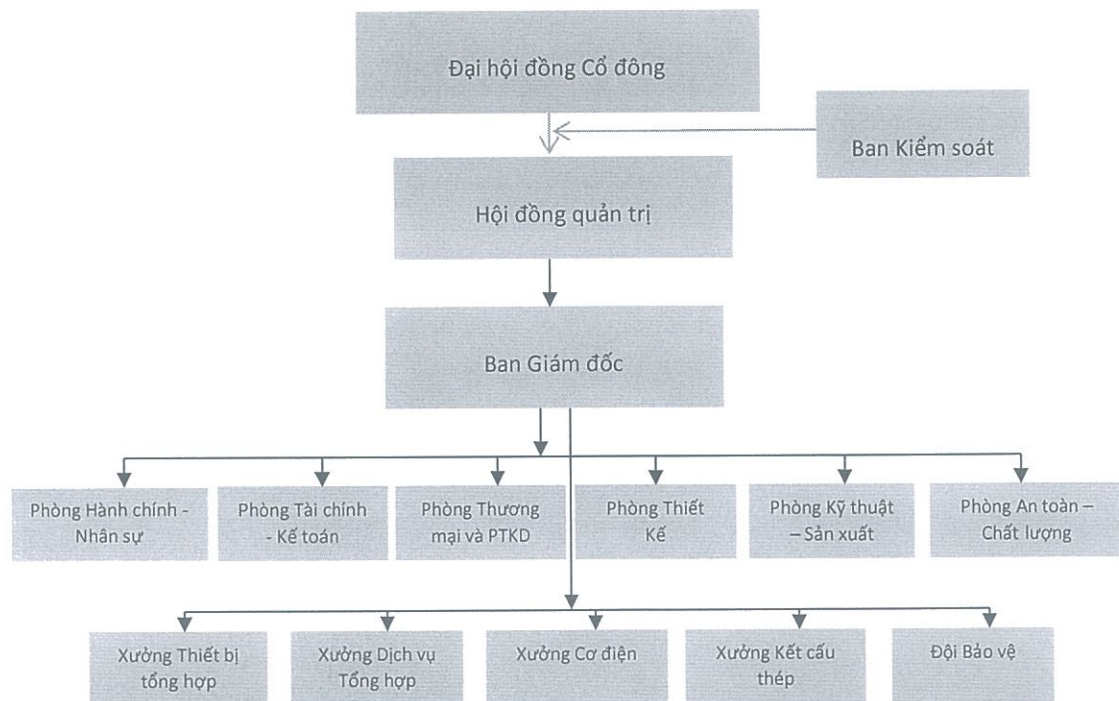 Đại hội đồng Cổ đông
Ban Kiểm soát
Hội đồng quản trị
Ban Giám đốc
Phòng Hành chính -
Nhân sự
Phòng Tài chính
- Kế toán
Phòng Thương
mại và PTKD
Phòng Thiết
Kế
Phòng Kỹ thuật
– Sản xuất
Phòng An toàn –
Chất lượng
Xưởng Thiết bị
tổng hợp
Xưởng Dịch vụ
Tổng hợp
Xưởng Cơ điện
Xưởng Kết cấu
thép
Đội Bảo vệ